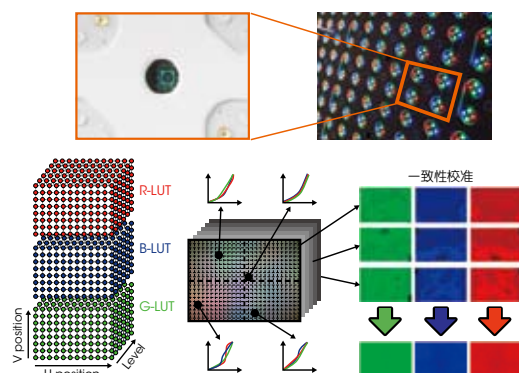 一致性校准
R-LUT
B-LUT
G-LUT
V position
Level
U position